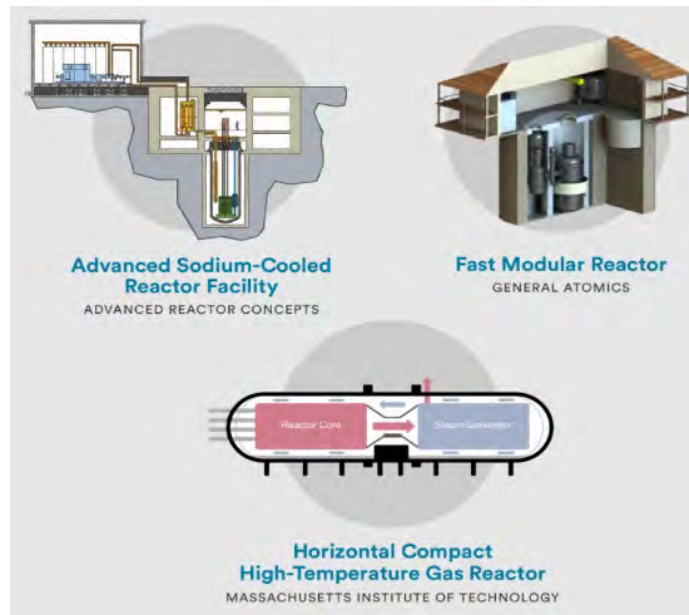 Advanced Sodium-Cooled
Reactor Facility
ADVANCED REACTOR CONCEPTS
Fast Modular Reactor
GENERAL ATOMICS
Reactor Core
Steam Generator
Horizontal Compact
High-Temperature Gas Reactor
MASSACHUSETTS INSTITUTE OF TECHNOLOGY